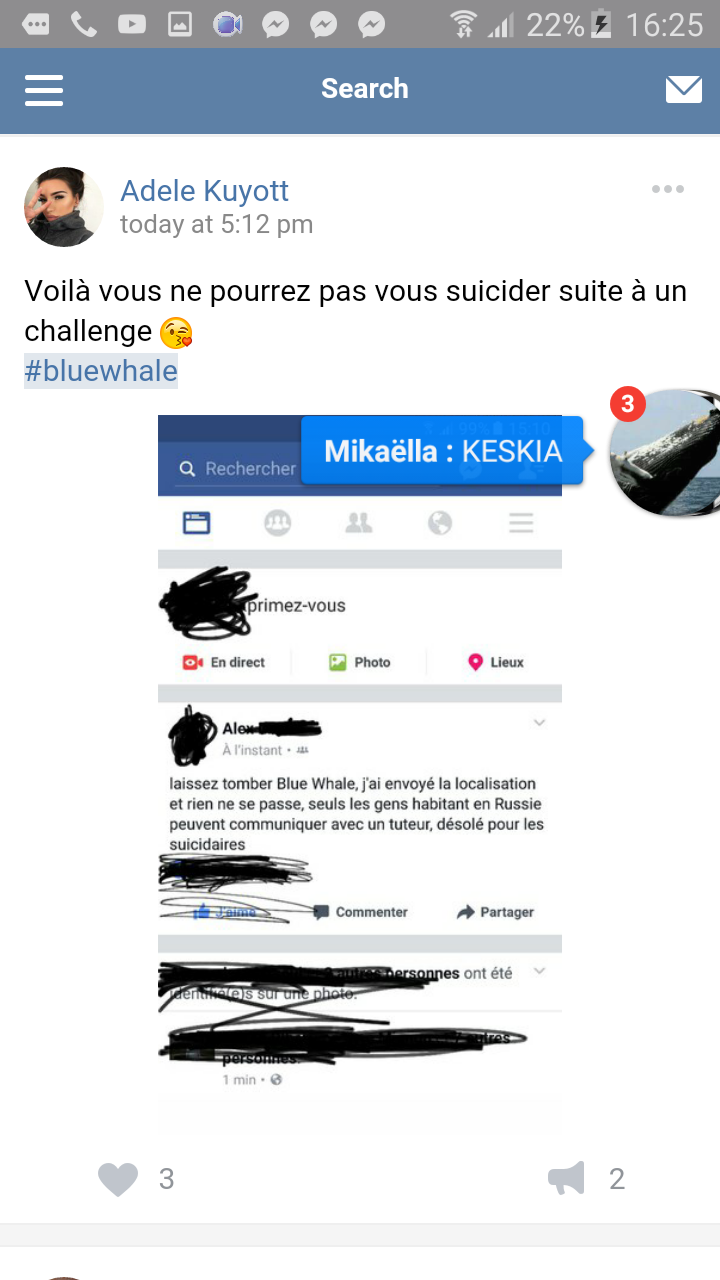 22% 16:25
Search
Adele Kuyott
today at 5:12 pm
Voilà vous ne pourrez pas vous suicider suite à un
challenge 😘
#bluewhale
3
Mikaëlla : KESKIA
99% 15:10
Rechercher
primez-vous
En direct
Photo
Lieux
Alex
À l'instant
laissez tomber Blue Whale, j'ai envoyé la localisation
et rien ne se passe, seuls les gens habitant en Russie
peuvent communiquer avec un tuteur, désolé pour les
suicidaires
J'aime
Commenter
Partager
autres personnes ont été
identifié(e)s sur une photo.
autres
personnes.
1 min
3
2